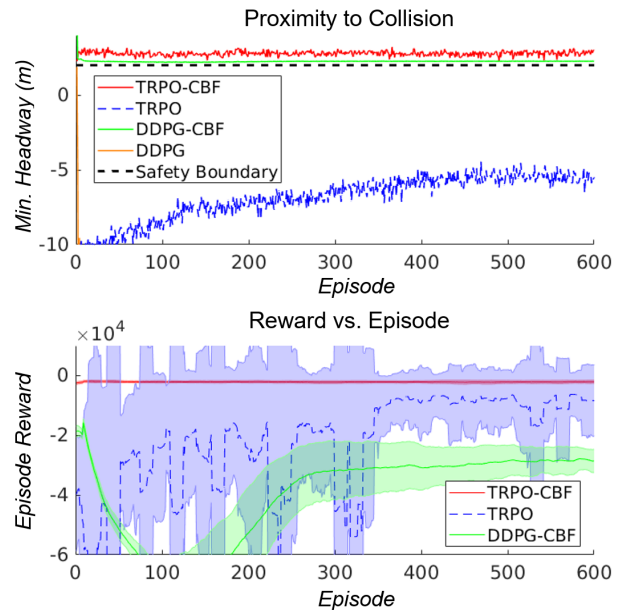 Proximity to Collision
Min. Headway (m)
0
-5
-10
TRPO-CBF
TRPO
DDPG-CBF
DDPG
Safety Boundary
0 100 200 300 400 500 600
Episode
Reward vs. Episode
×10⁴
Episode Reward
0
-2
-4
-6
TRPO-CBF
TRPO
DDPG-CBF
0 100 200 300 400 500 600
Episode